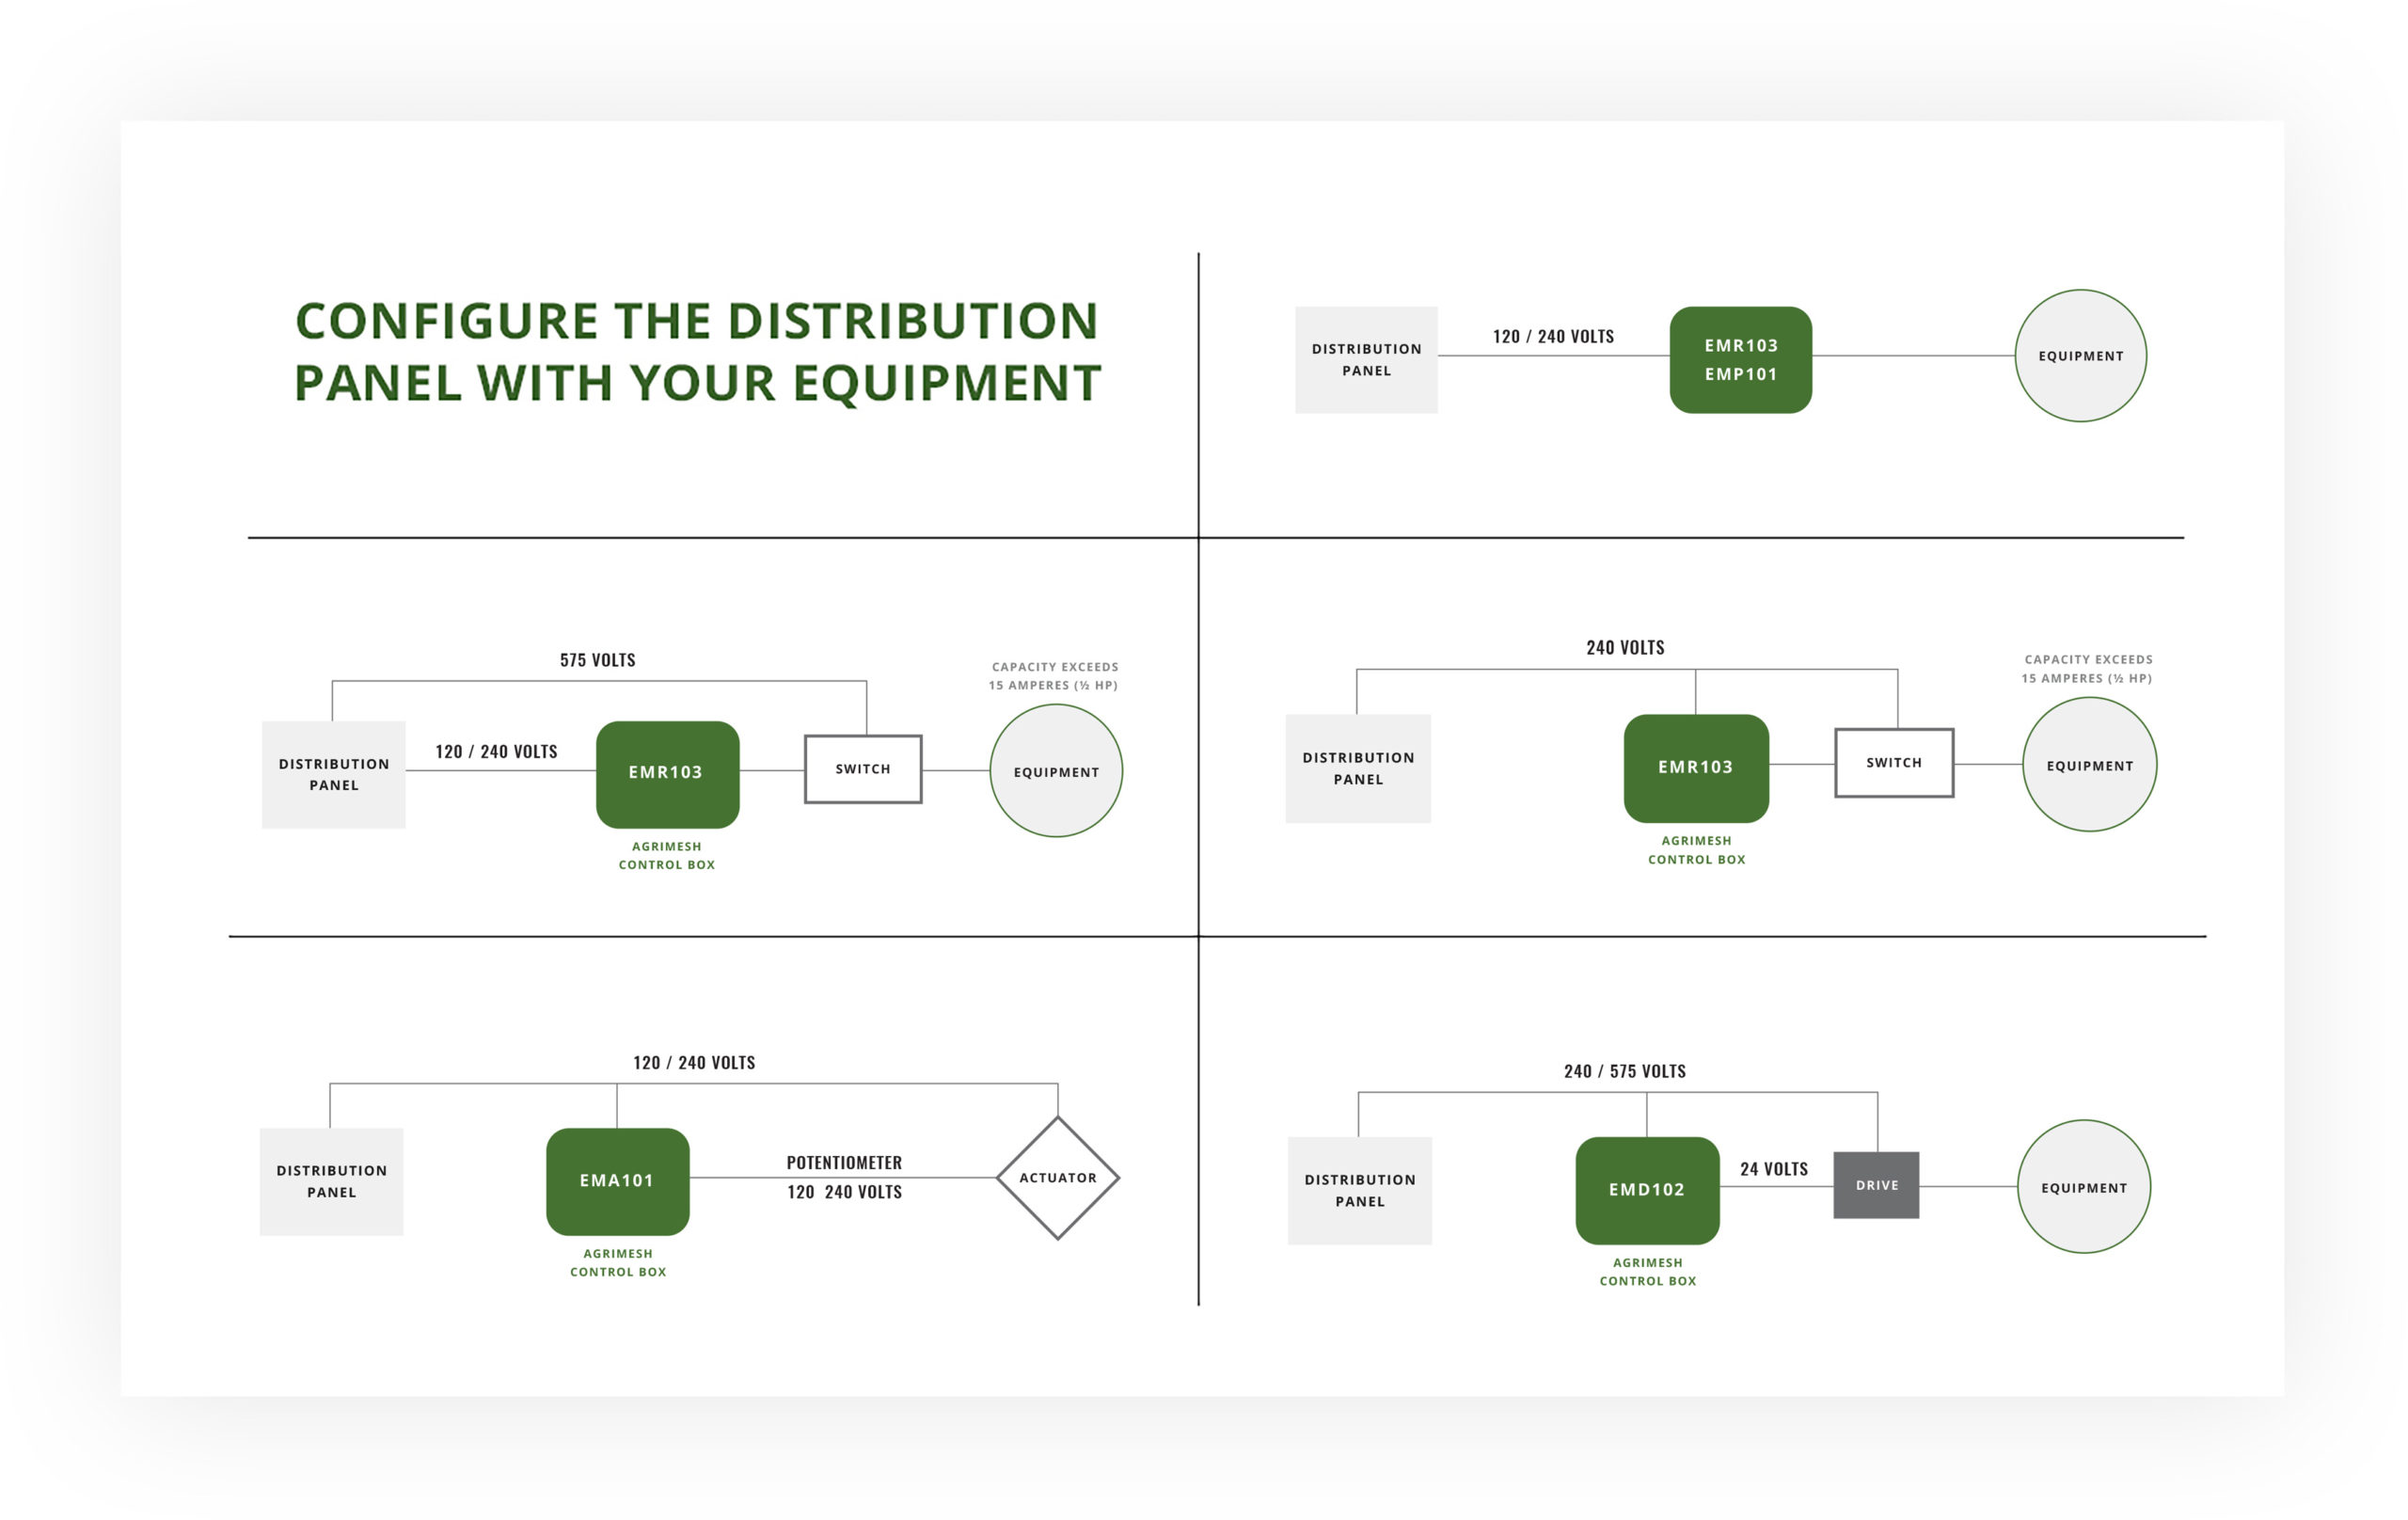 CONFIGURE THE DISTRIBUTION
PANEL WITH YOUR EQUIPMENT
DISTRIBUTION
PANEL
120 / 240 VOLTS
EMR103
EMP101
EQUIPMENT
575 VOLTS
DISTRIBUTION
PANEL
120 / 240 VOLTS
EMR103
AGRIMESH
CONTROL BOX
SWITCH
CAPACITY EXCEEDS
15 AMPERES (½ HP)
EQUIPMENT
240 VOLTS
DISTRIBUTION
PANEL
EMR103
AGRIMESH
CONTROL BOX
SWITCH
CAPACITY EXCEEDS
15 AMPERES (½ HP)
EQUIPMENT
120 / 240 VOLTS
DISTRIBUTION
PANEL
EMA101
AGRIMESH
CONTROL BOX
POTENTIOMETER
120 240 VOLTS
ACTUATOR
240 / 575 VOLTS
DISTRIBUTION
PANEL
EMD102
AGRIMESH
CONTROL BOX
24 VOLTS
DRIVE
EQUIPMENT